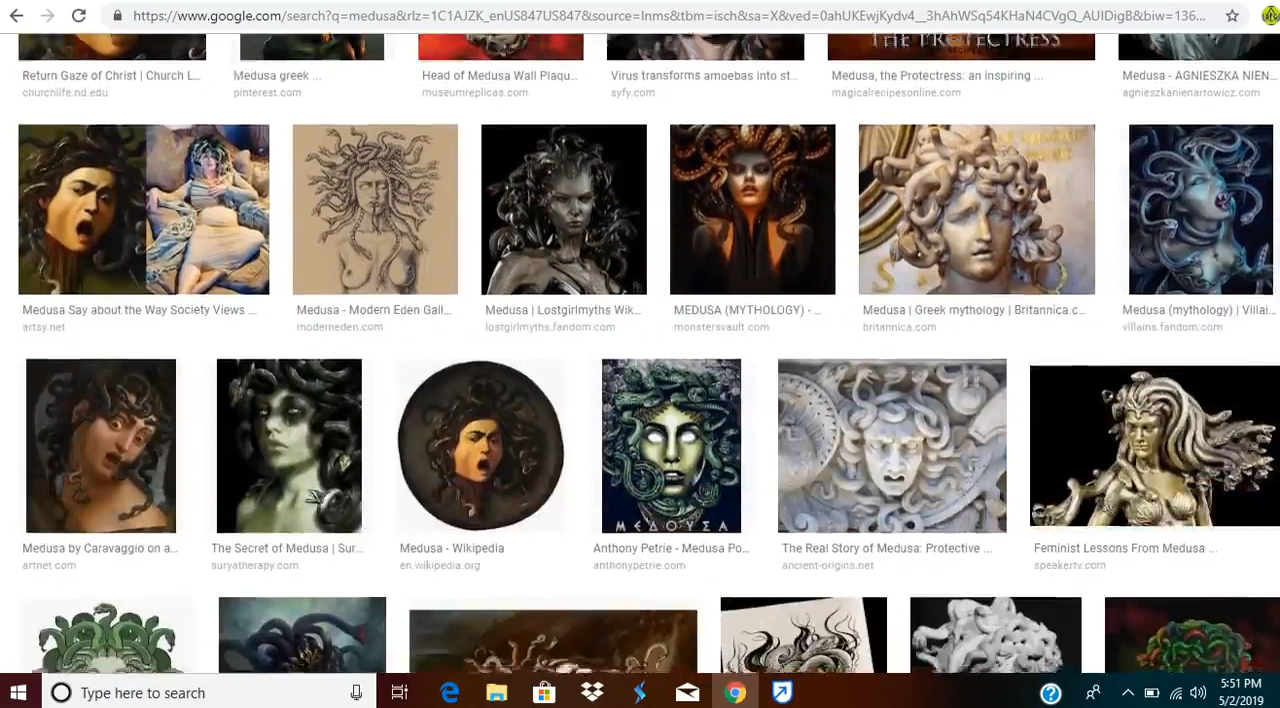 https://www.google.com/search?q=medusa&rlz=1C1AJZK_enUS847US847&source=lnms&tbm=isch&sa=X&ved=0ahUKEwjKydv4__3hAhWSq54KHaN4CVgQ_AUIDigB&biw=136...
THE PROTECTRESS
Return Gaze of Christ | Church L... Medusa greek ... Head of Medusa Wall Plaqu... Virus transforms amoebas into st... Medusa, the Protectress: an inspiring ... Medusa - AGNIESZKA NIEN...
churchlife.nd.edu pinterest.com museumreplicas.com syfy.com magicalrecipesonline.com agnieszkanienartowicz.com
Medusa Say about the Way Society Views ... Medusa - Modern Eden Gall... Medusa | Lostgirlmyths Wik... MEDUSA (MYTHOLOGY) - ... Medusa | Greek mythology | Britannica.c... Medusa (mythology) | Villai...
artsy.net moderneden.com lostgirlmyths.fandom.com monstersvault.com britannica.com villains.fandom.com
ΜΕΔΟΥΣΑ
Medusa by Caravaggio on a... The Secret of Medusa | Sur... Medusa - Wikipedia Anthony Petrie - Medusa Po... The Real Story of Medusa: Protective ... Feminist Lessons From Medusa ...
artnet.com suryatherapy.com en.wikipedia.org anthonypetrie.com ancient-origins.net speakertv.com
Type here to search
5:51 PM
5/2/2019